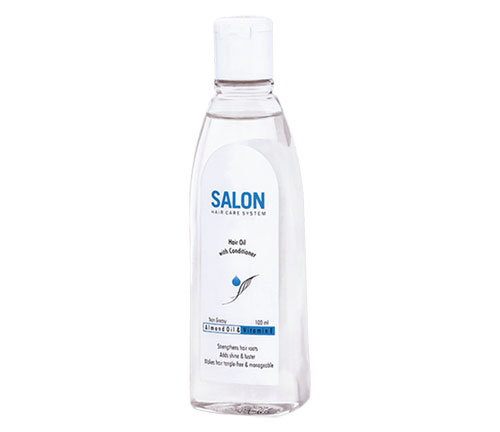 SALON
HAIR CARE SYSTEM
Hair Oil
with Conditioner
Non Greasy 100 ml
Almond Oil & Vitamin E
Strengthens hair roots
Adds shine & luster
Makes hair tangle-free & manageable